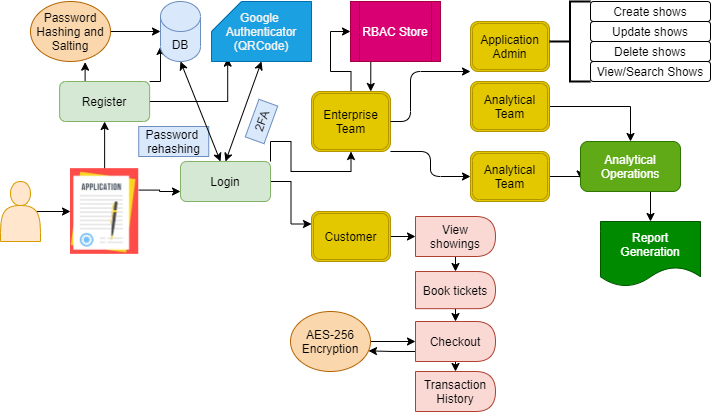 Password
Hashing and
Salting
DB
Google
Authenticator
(QRCode)
RBAC Store
Application
Admin
Create shows
Update shows
Delete shows
View/Search Shows
Register
Password
rehashing
2FA
Enterprise
Team
Analytical
Team
APPLICATION
Login
Analytical
Team
Analytical
Operations
Customer
View
showings
Report
Generation
Book tickets
AES-256
Encryption
Checkout
Transaction
History